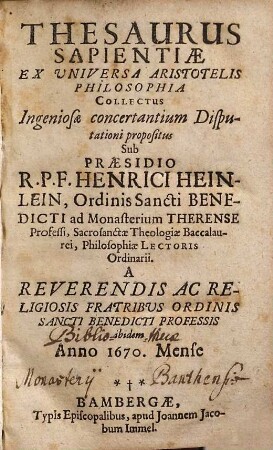 THESAURUS
SAPIENTIÆ
EX UNIVERSA ARISTOTELIS
PHILOSOPHIA
COLLECTUS
Ingeniosæ concertantium Dispu-
tationi propositus
Sub
PRÆSIDIO
R.P.F. HENRICI HEIN-
LEIN, Ordinis Sancti BENE-
DICTI ad Monasterium THERENSE
Professi, Sacrosanctæ Theologiæ Baccalau-
rei, Philosophiæ LECTORIS
Ordinarii.
A
REVERENDIS AC RE-
LIGIOSIS FRATRIBUS ORDINIS
SANCTI BENEDICTI PROFESSIS
Biblio ibidem theca
Anno 1670. Mense
Monasterij * † * Banthensis
BAMBERGÆ,
Typis Episcopalibus, apud Joannem Jaco-
bum Immel.